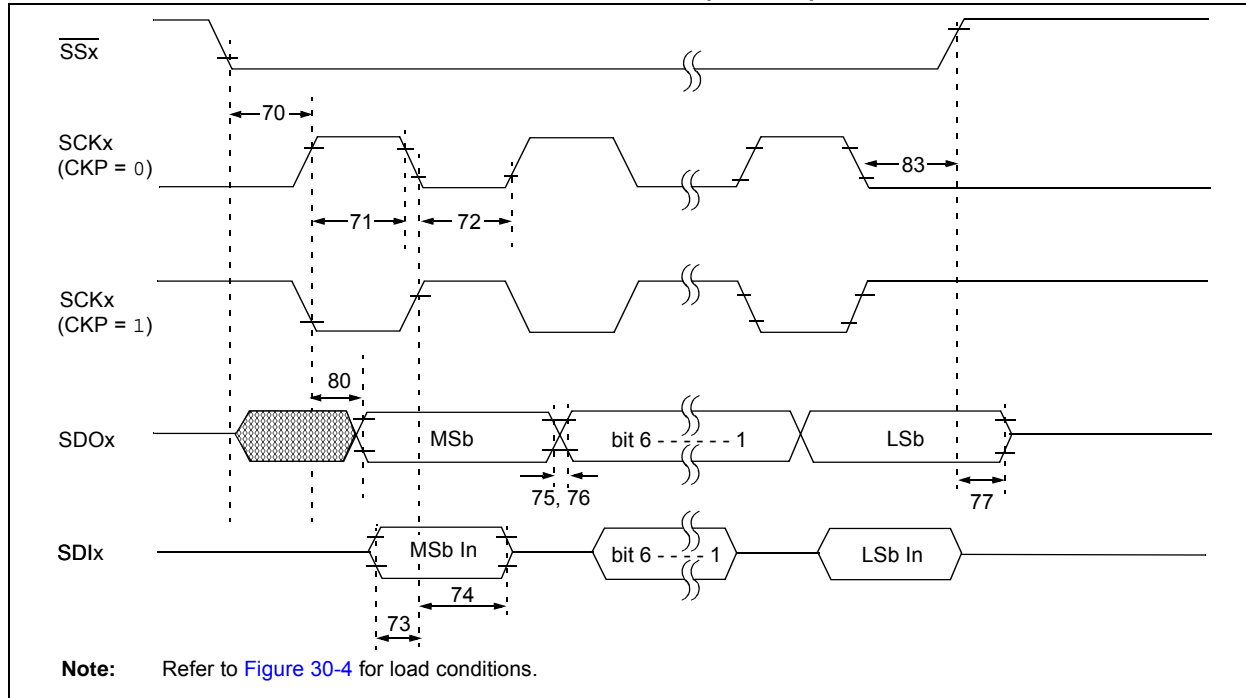 SSx
70
SCKx
(CKP = 0)
83
71
72
SCKx
(CKP = 1)
80
SDOx
MSb
bit 6 - - - - - - 1
LSb
75, 76
77
SDIx
MSb In
bit 6 - - - - 1
LSb In
74
73
Note: Refer to Figure 30-4 for load conditions.